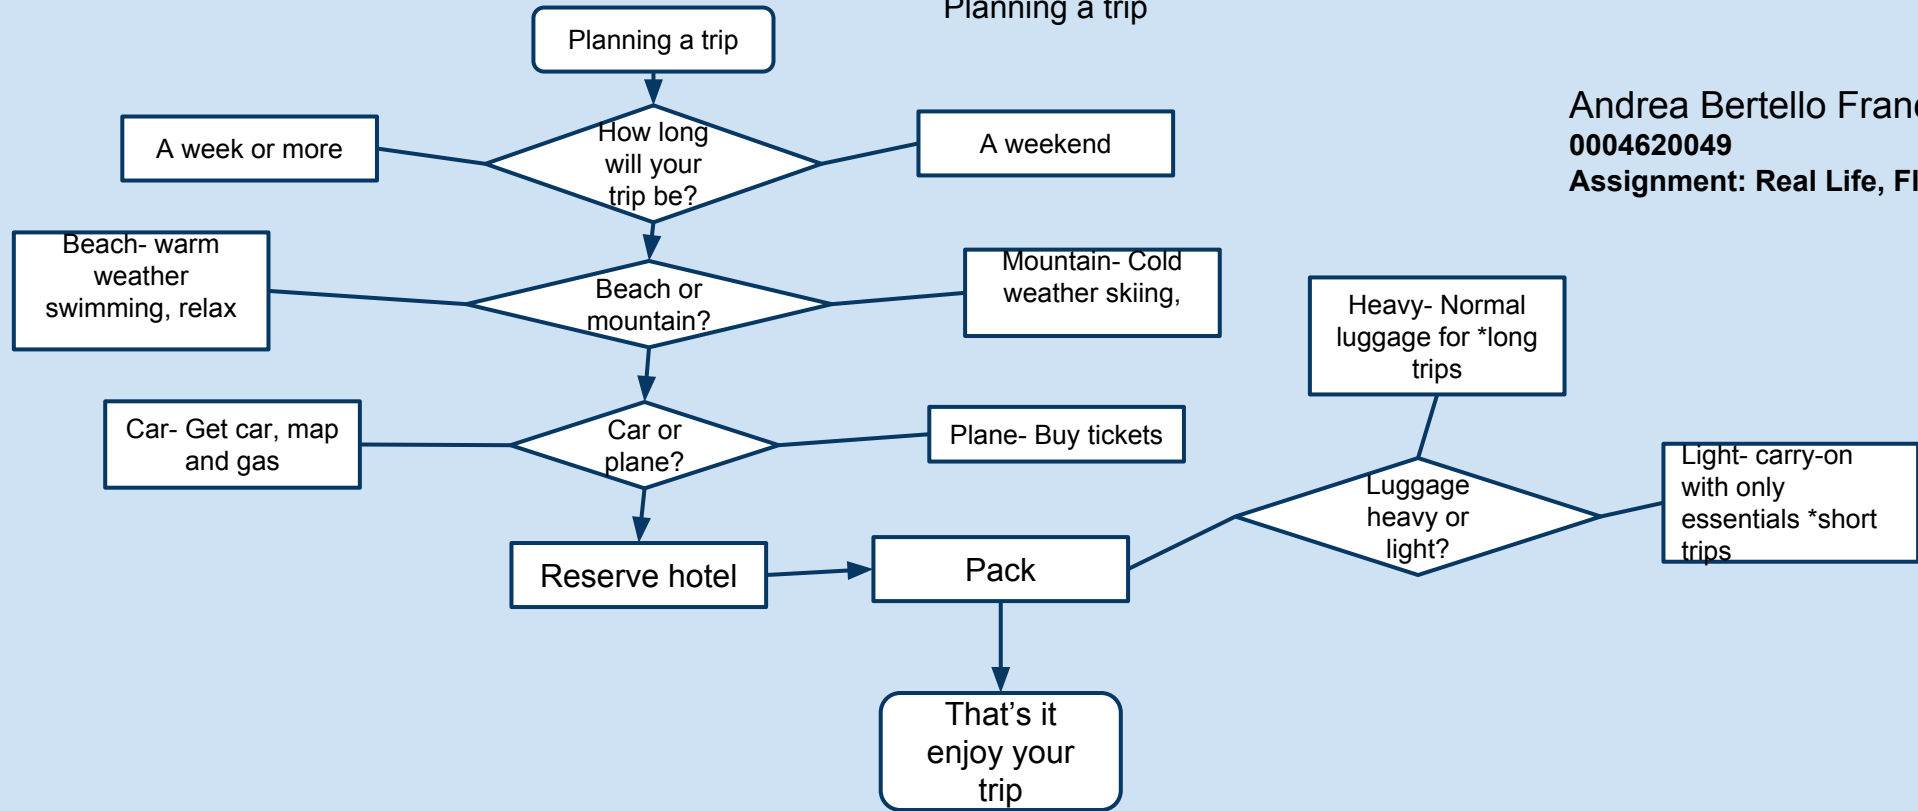 Planning a trip
Planning a trip
Andrea Bertello
0004620049
Assignment: Real Life,
How long
will your
trip be?
A week or more
A weekend
Beach- warm
weather
swimming, relax
Beach or
mountain?
Mountain- Cold
weather skiing,
Heavy- Normal
luggage for *long
trips
Car- Get car, map
and gas
Car or
plane?
Plane- Buy tickets
Luggage
heavy or
light?
Light- carry-on
with only
essentials *short
trips
Reserve hotel
Pack
That’s it
enjoy your
trip